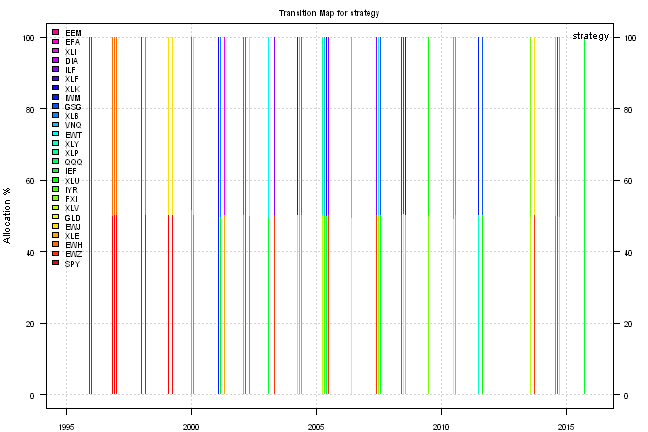 Transition Map for strategy
strategy
EEM
EFA
XLI
DIA
ILF
XLF
XLK
IWM
GSG
XLB
VNQ
EWT
XLY
XLP
QQQ
IEF
XLU
IYR
FXI
XLV
GLD
EWJ
XLE
EWH
EWZ
SPY
Allocation %
100
80
60
40
20
0
100
80
60
40
20
0
1995 2000 2005 2010 2015